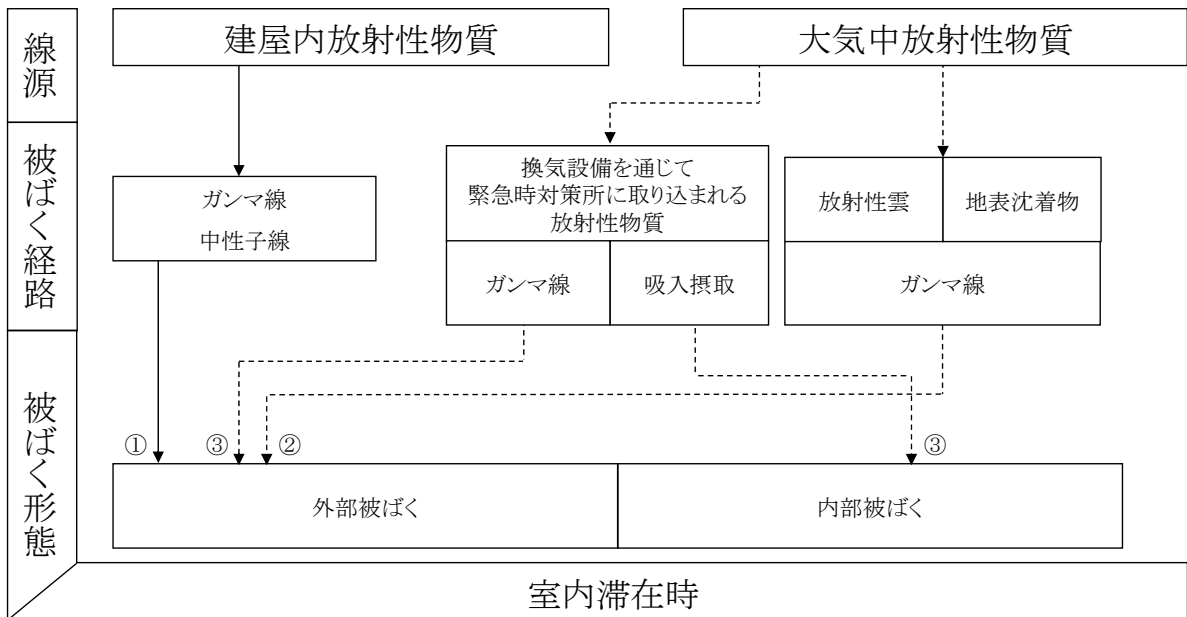 線源
建屋内放射性物質
大気中放射性物質
被ばく経路
ガンマ線
中性子線
換気設備を通じて
緊急時対策所に取り込まれる
放射性物質
ガンマ線
吸入摂取
放射性雲
地表沈着物
ガンマ線
被ばく形態
①
③
②
③
外部被ばく
内部被ばく
室内滞在時